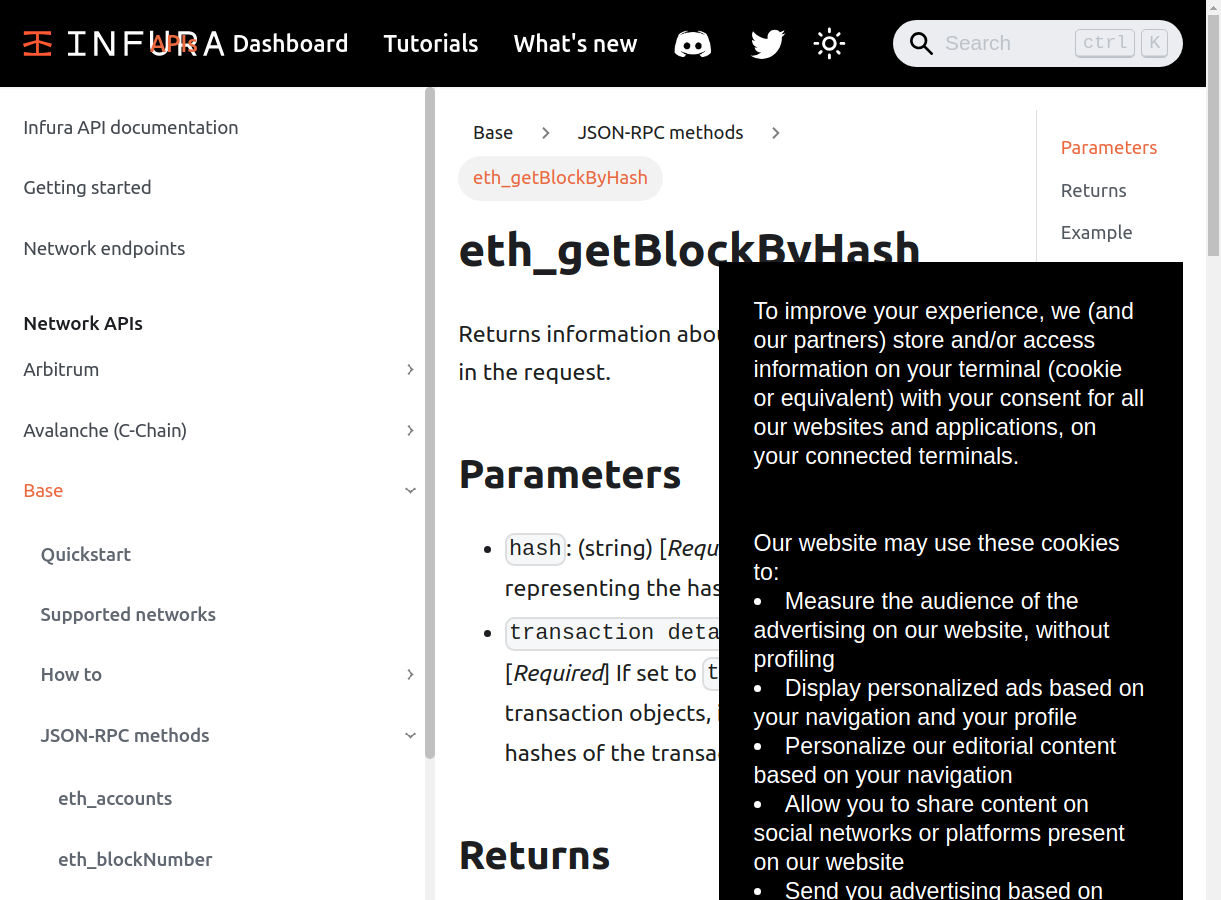 INFURA
APIs
Dashboard
Tutorials
What's new
Search
ctrl
K
Infura API documentation
Getting started
Network endpoints
Network APIs
Arbitrum
Avalanche (C-Chain)
Base
Quickstart
Supported networks
How to
JSON-RPC methods
eth_accounts
eth_blockNumber
Base
JSON-RPC methods
eth_getBlockByHash
eth_getBlockByHash
Returns information abou
in the request.
Parameters
hash: (string) [Requ
representing the has
transaction deta
[Required] If set to t
transaction objects, i
hashes of the transa
Returns
Parameters
Returns
Example
To improve your experience, we (and
our partners) store and/or access
information on your terminal (cookie
or equivalent) with your consent for all
our websites and applications, on
your connected terminals.
Our website may use these cookies
to:
• Measure the audience of the
advertising on our website, without
profiling
• Display personalized ads based on
your navigation and your profile
• Personalize our editorial content
based on your navigation
• Allow you to share content on
social networks or platforms present
on our website
• Send you advertising based on